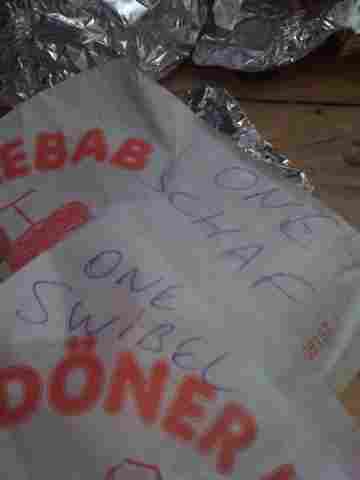 KEBAB
ONE
SCHAF
ONE
SWIBEL
DÖNER